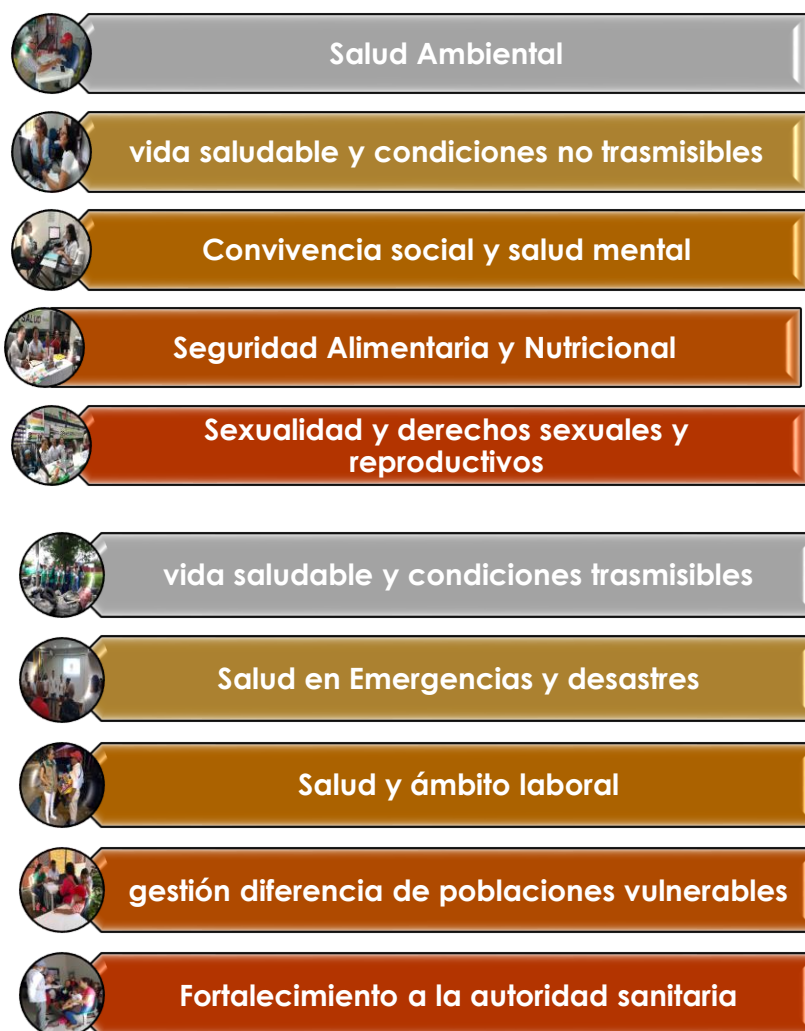 Salud Ambiental
vida saludable y condiciones no trasmisibles
Convivencia social y salud mental
SALUD
Seguridad Alimentaria y Nutricional
Sexualidad y derechos sexuales y
reproductivos
vida saludable y condiciones trasmisibles
Salud en Emergencias y desastres
Salud y ámbito laboral
gestión diferencia de poblaciones vulnerables
Fortalecimiento a la autoridad sanitaria